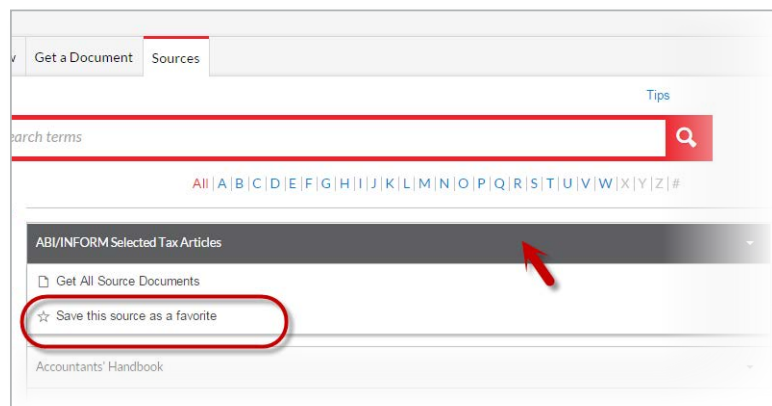 Get a Document Sources
Tips
earch terms
All|A|B|C|D|E|F|G|H|I|J|K|L|M|N|O|P|Q|R|S|T|U|V|W|X|Y|Z|#
ABI/INFORM Selected Tax Articles
Get All Source Documents
Save this source as a favorite
Accountants' Handbook